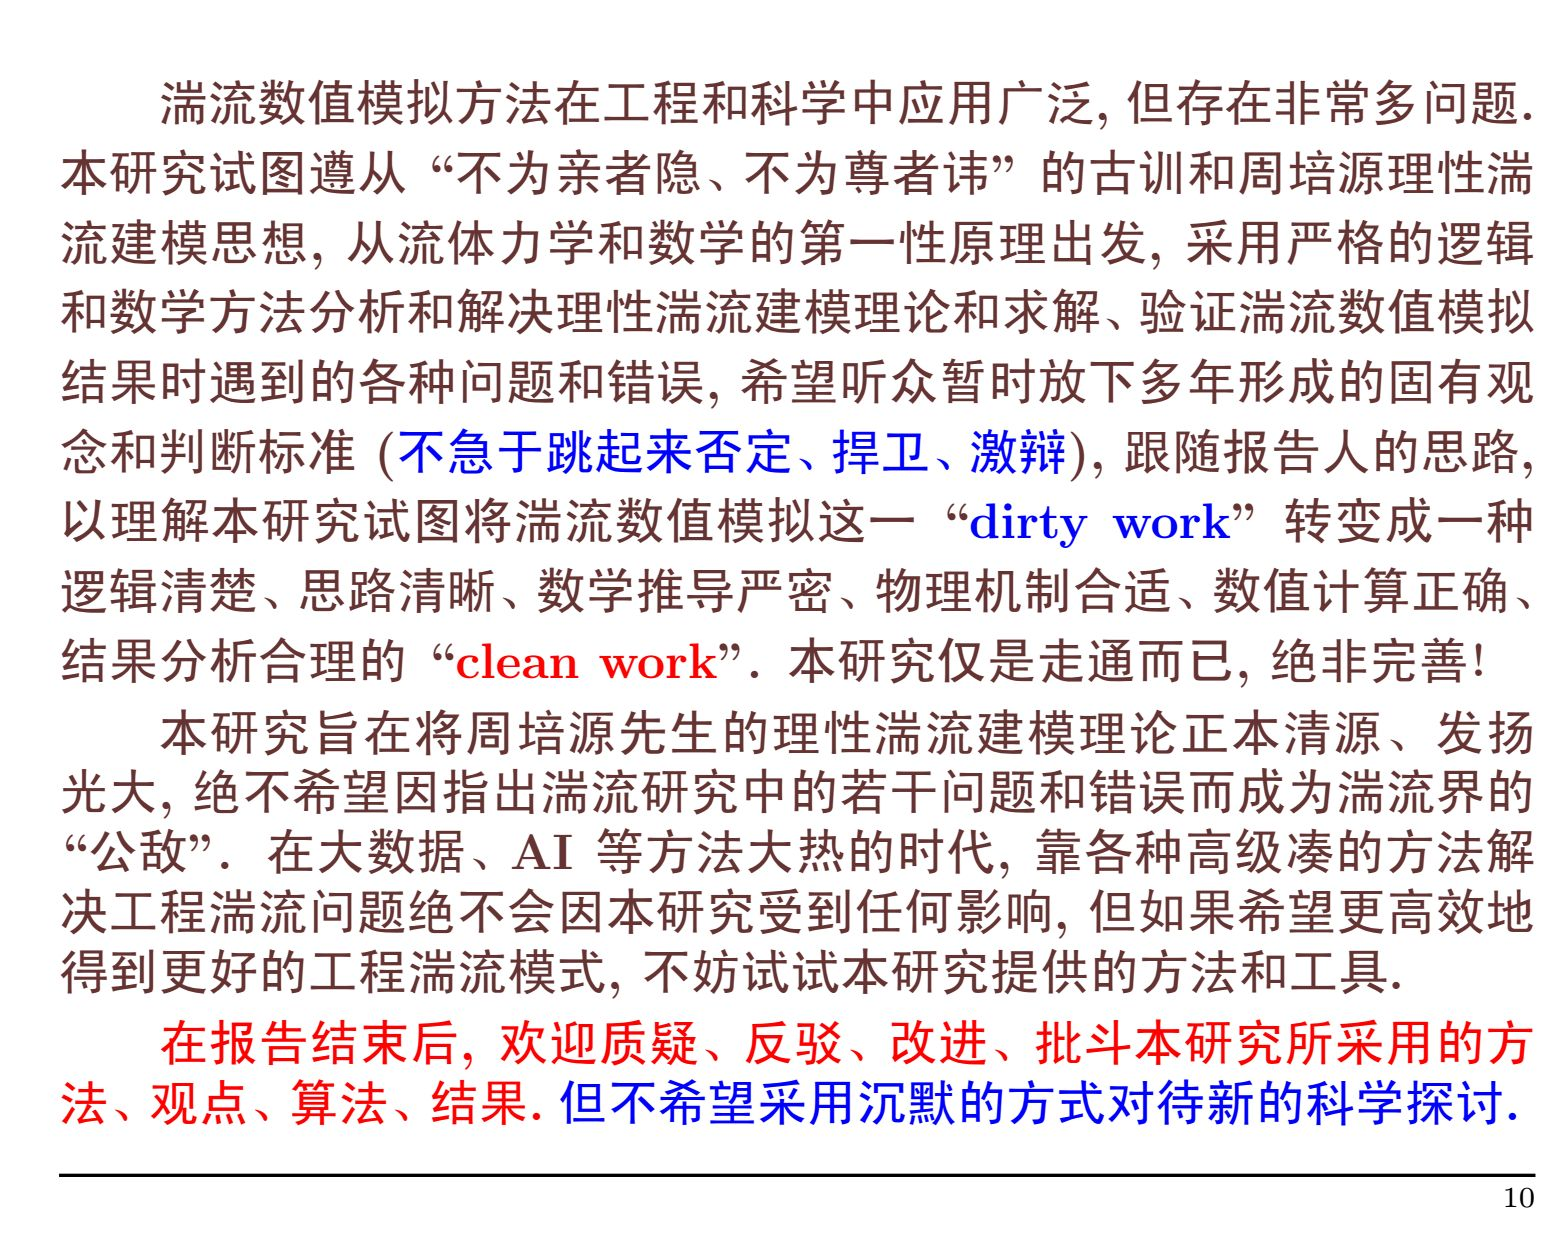 湍流数值模拟方法在工程和科学中应用广泛, 但存在非常多问题.
本研究试图遵从 “不为亲者隐、不为尊者讳” 的古训和周培源理性湍
流建模思想, 从流体力学和数学的第一性原理出发, 采用严格的逻辑
和数学方法分析和解决理性湍流建模理论和求解、验证湍流数值模拟
结果时遇到的各种问题和错误, 希望听众暂时放下多年形成的固有观
念和判断标准 (不急于跳起来否定、捍卫、激辩), 跟随报告人的思路,
以理解本研究试图将湍流数值模拟这一 “dirty work” 转变成一种
逻辑清楚、思路清晰、数学推导严密、物理机制合适、数值计算正确、
结果分析合理的 “clean work”. 本研究仅是走通而已, 绝非完善!
本研究旨在将周培源先生的理性湍流建模理论正本清源、发扬
光大, 绝不希望因指出湍流研究中的若干问题和错误而成为湍流界的
“公敌”. 在大数据、AI 等方法大热的时代, 靠各种高级凑的方法解
决工程湍流问题绝不会因本研究受到任何影响, 但如果希望更高效地
得到更好的工程湍流模式, 不妨试试本研究提供的方法和工具.
在报告结束后, 欢迎质疑、反驳、改进、批斗本研究所采用的方
法、观点、算法、结果. 但不希望采用沉默的方式对待新的科学探讨.
10